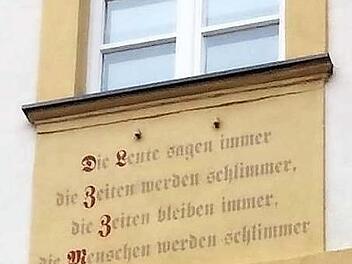 Die Leute sagen immer
die Zeiten werden schlimmer,
die Zeiten bleiben immer,
die Menschen werden schlimmer